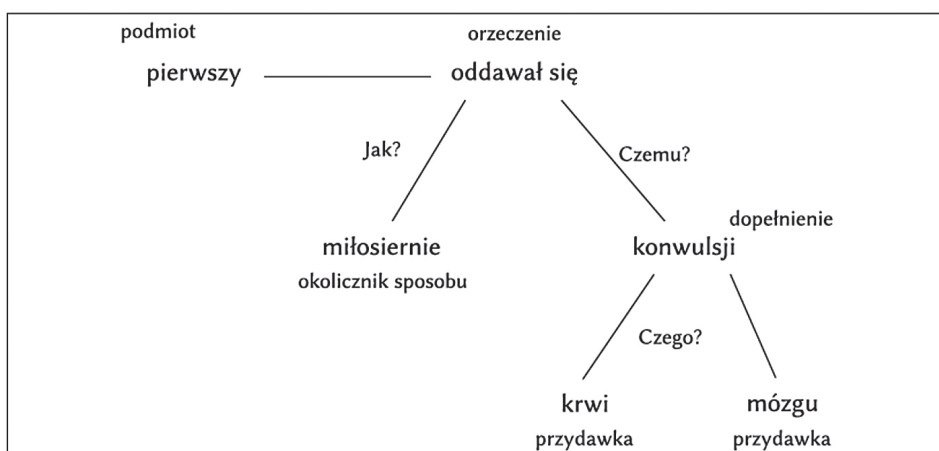 podmiot
orzeczenie
pierwszy
oddawał się
Jak?
Czemu?
dopełnienie
miłosiernie
konwulsji
okolicznik sposobu
Czego?
krwi
mózgu
przydawka
przydawka